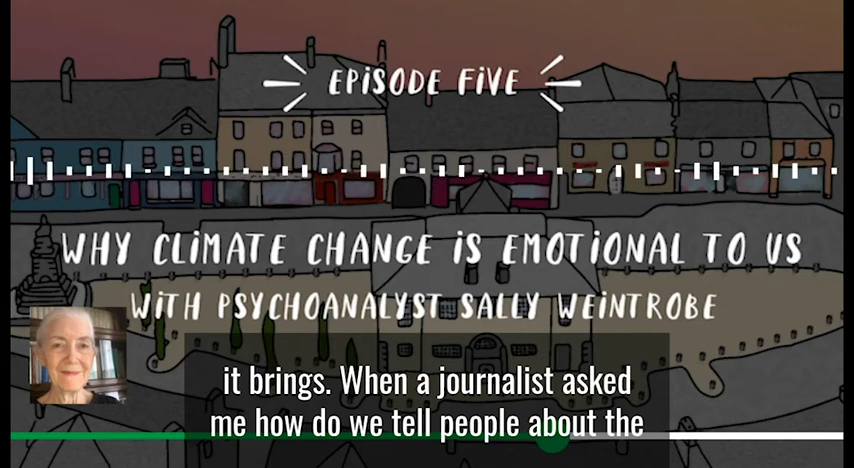 EPISODE FIVE
WHY CLIMATE CHANGE IS EMOTIONAL TO US
WITH PSYCHOANALYST SALLY WEINTROBE
it brings. When a journalist asked
me how do we tell people about the